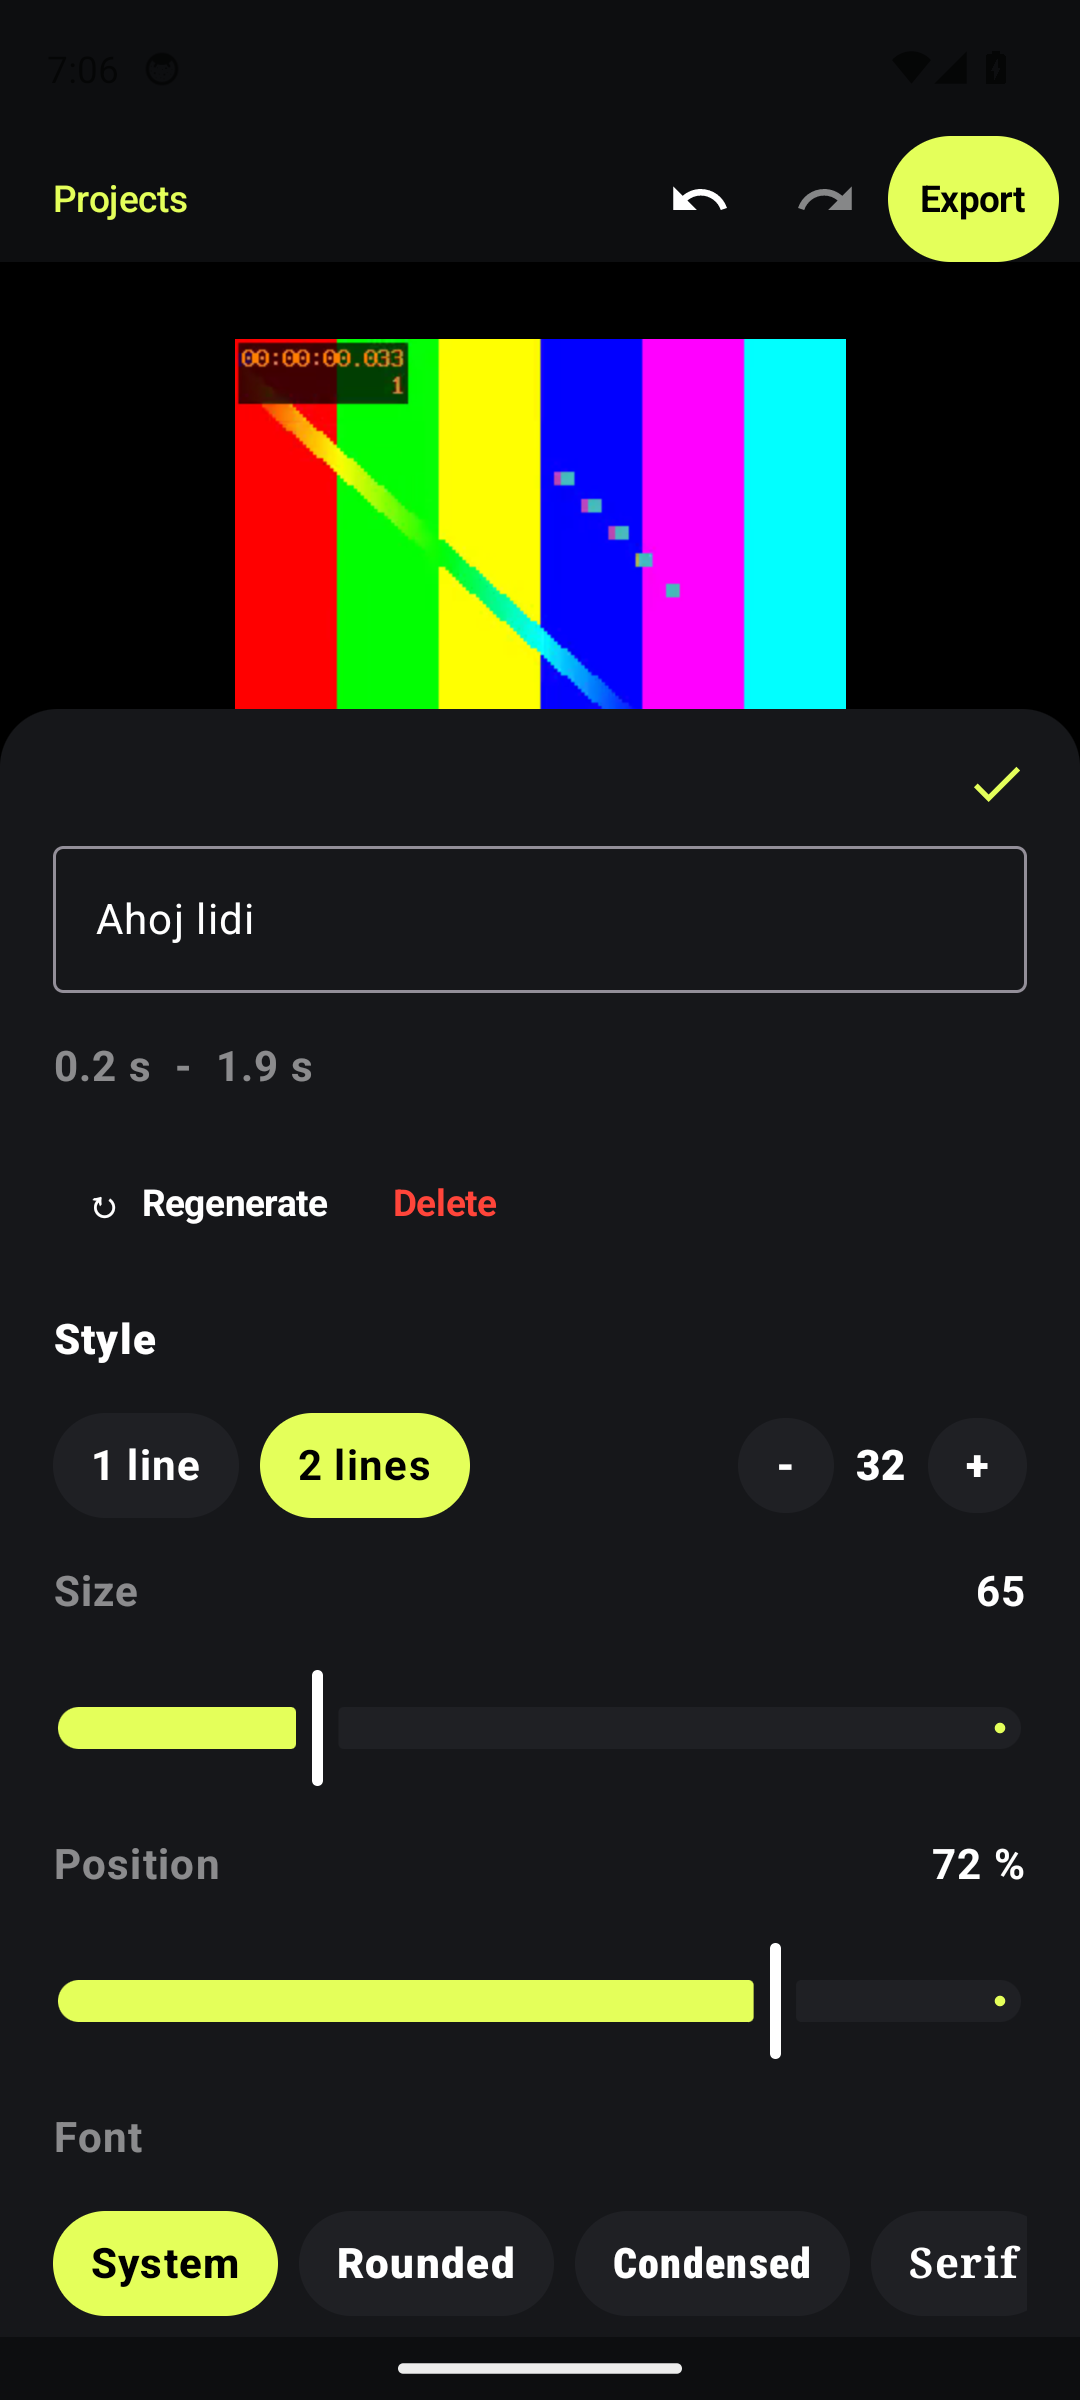 7:06
Projects
Export
00:00:00.033
1
Ahoj lidi
0.2 s - 1.9 s
Regenerate Delete
Style
1 line 2 lines - 32 +
Size 65
Position 72 %
Font
System Rounded Condensed Serif